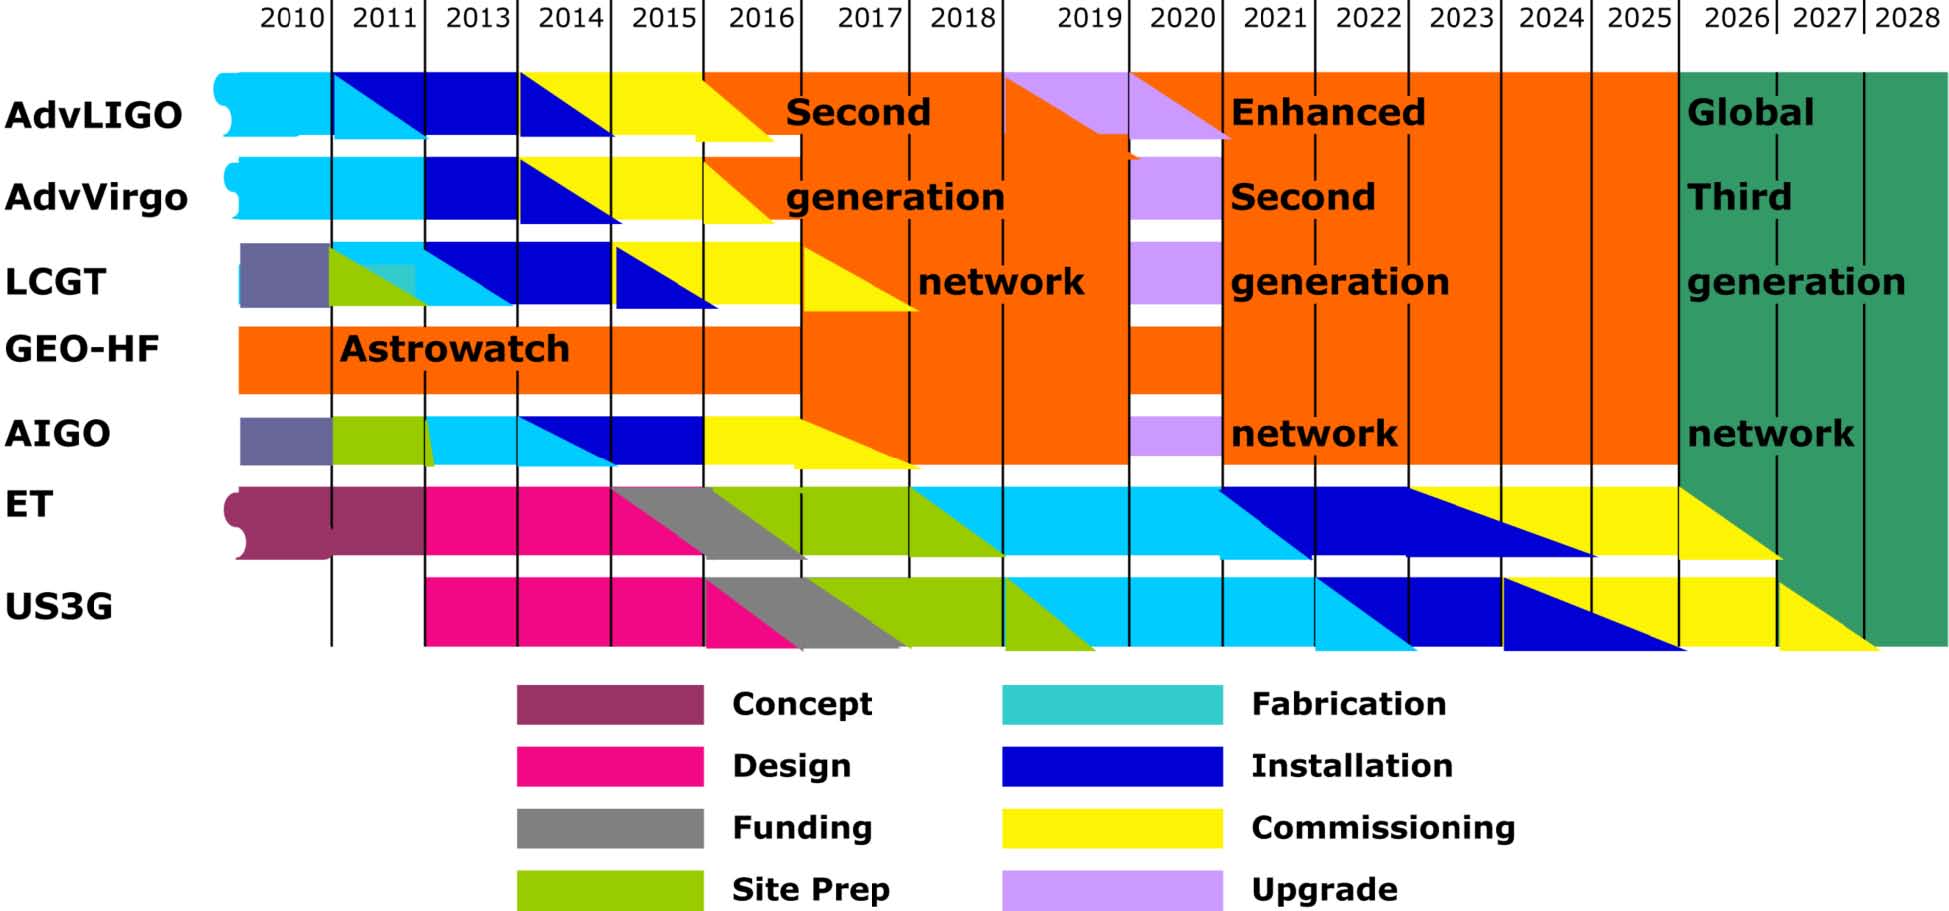 2010 2011 2013 2014 2015 2016 2017 2018 2019 2020 2021 2022 2023 2024 2025 2026 2027 2028
AdvLIGO Second Enhanced Global
AdvVirgo generation Second Third
LCGT network generation generation
GEO-HF Astrowatch
AIGO network network
ET
US3G
Concept Fabrication
Design Installation
Funding Commissioning
Site Prep Upgrade